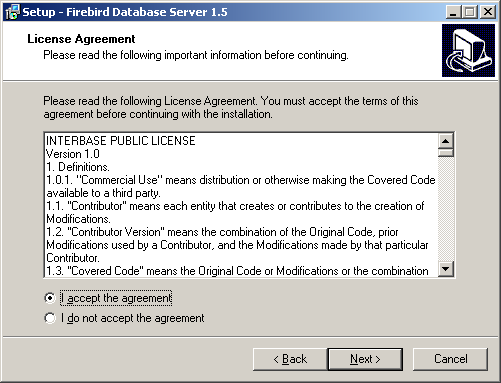 Setup - Firebird Database Server 1.5
License Agreement
Please read the following important information before continuing.
Please read the following License Agreement. You must accept the terms of this
agreement before continuing with the installation.
INTERBASE PUBLIC LICENSE
Version 1.0
1. Definitions.
1.0.1. "Commercial Use" means distribution or otherwise making the Covered Code
available to a third party.
1.1. "Contributor" means each entity that creates or contributes to the creation of
Modifications.
1.2. "Contributor Version" means the combination of the Original Code, prior
Modifications used by a Contributor, and the Modifications made by that particular
Contributor.
1.3. "Covered Code" means the Original Code or Modifications or the combination
I accept the agreement
I do not accept the agreement
< Back
Next >
Cancel